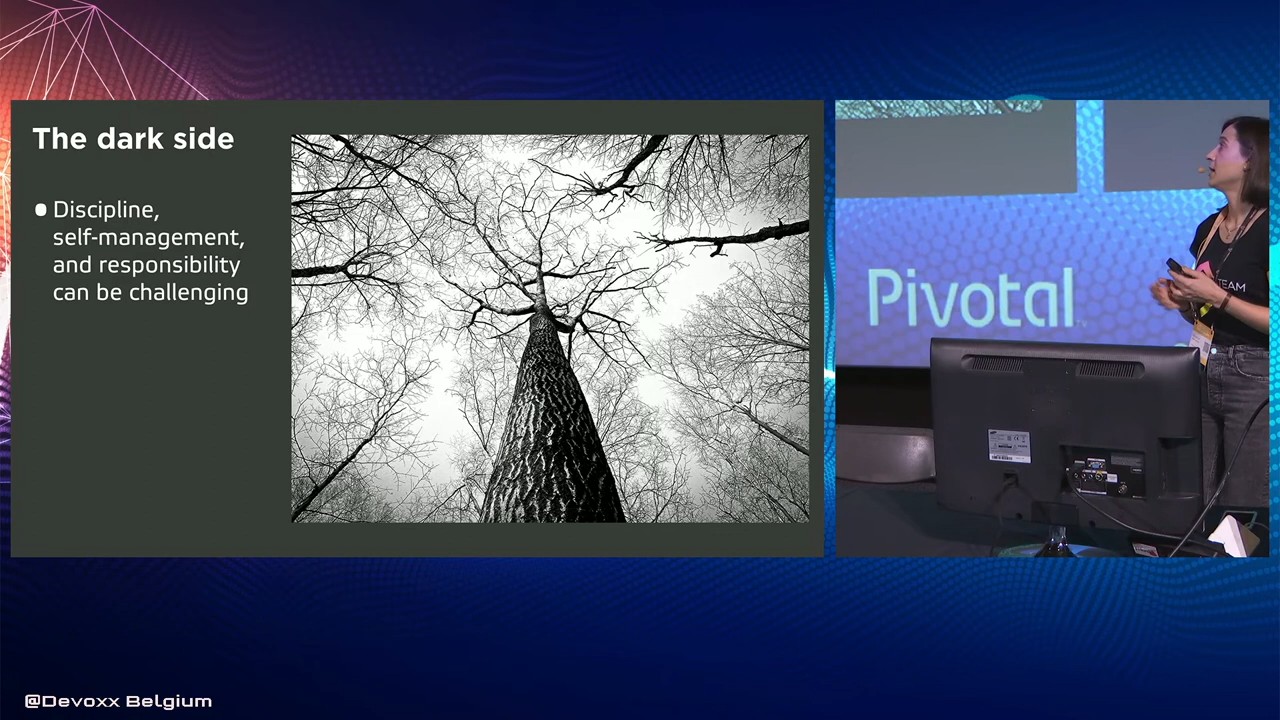 The dark side
Discipline,
self-management,
and responsibility
can be challenging
Pivotal
TEAM
@Devoxx Belgium